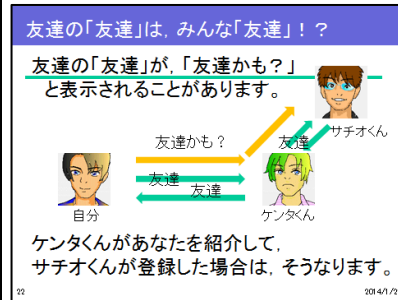 友達の「友達」は，みんな「友達」！？
友達の「友達」が，「友達かも？」
と表示されることがあります。
サチオくん
友達かも？
友達
友達
友達
自分
ケンタくん
ケンタくんがあなたを紹介して，
サチオくんが登録した場合は，そうなります。
22